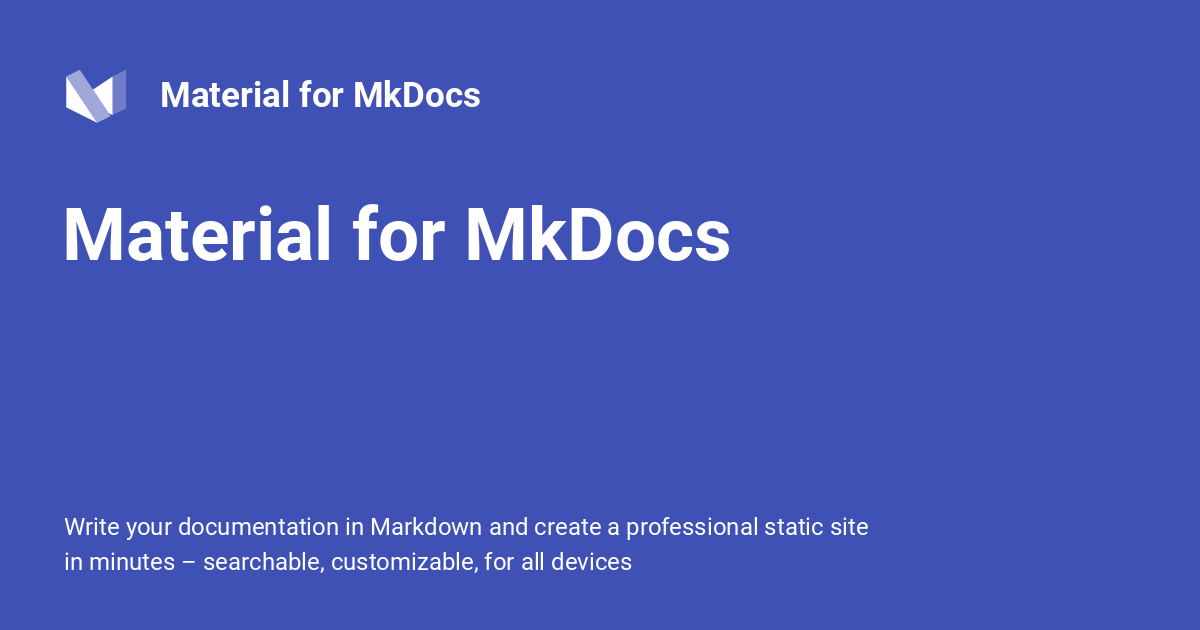 Material for MkDocs
Material for MkDocs
Write your documentation in Markdown and create a professional static site
in minutes – searchable, customizable, for all devices